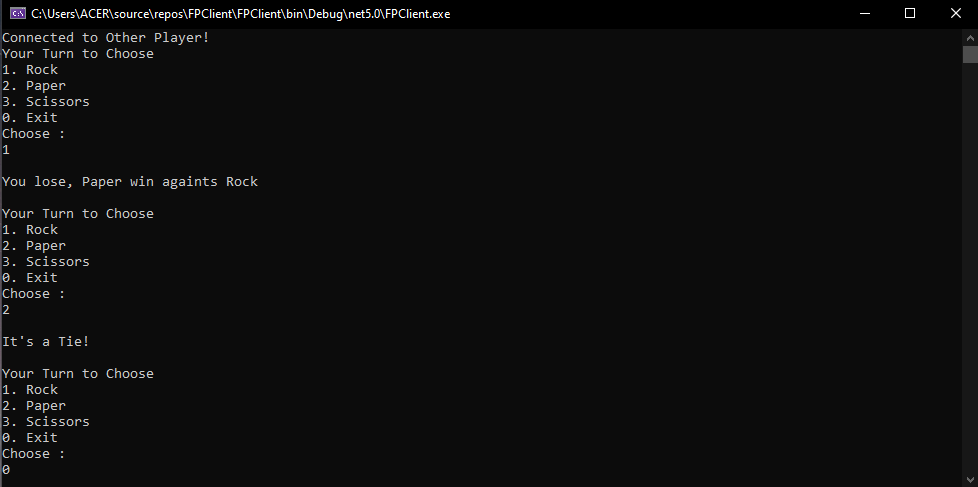 C:\Users\ACER\source\repos\FPClient\FPClient\bin\Debug\net5.0\FPClient.exe
Connected to Other Player!
Your Turn to Choose
1. Rock
2. Paper
3. Scissors
0. Exit
Choose :
1
You lose, Paper win againts Rock
Your Turn to Choose
1. Rock
2. Paper
3. Scissors
0. Exit
Choose :
2
It's a Tie!
Your Turn to Choose
1. Rock
2. Paper
3. Scissors
0. Exit
Choose :
0